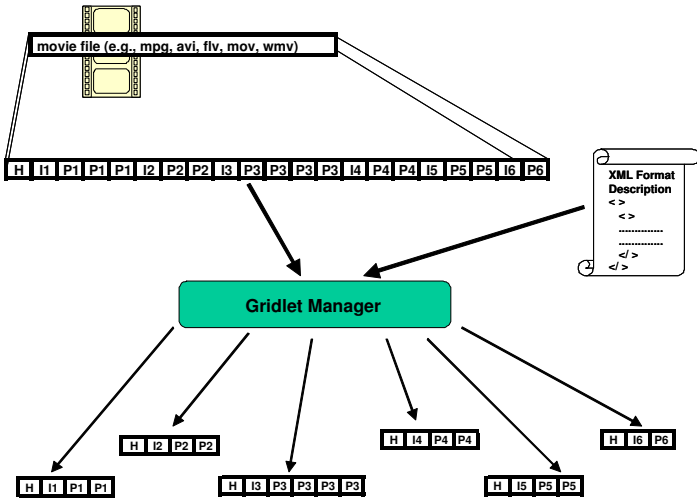 movie file (e.g., mpg, avi, flv, mov, wmv)
H I1 P1 P1 P1 I2 P2 P2 I3 P3 P3 P3 P3 I4 P4 P4 I5 P5 P5 I6 P6
XML Format
Description
< >
< >
--------------
--------------
</ >
</ >
Gridlet Manager
H I2 P2 P2
H I4 P4 P4
H I6 P6
H I1 P1 P1
H I3 P3 P3 P3 P3
H I5 P5 P5